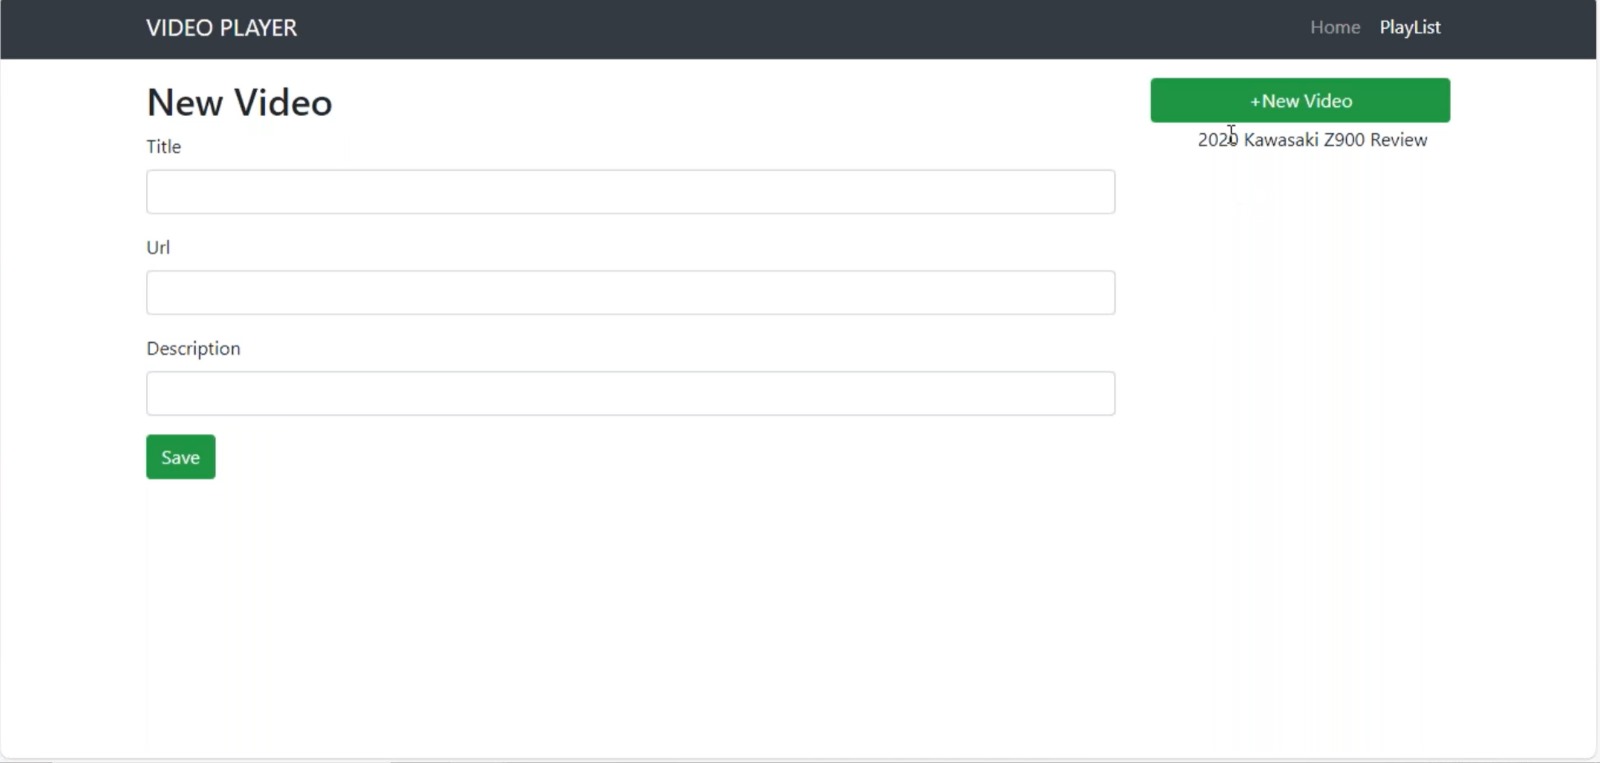 VIDEO PLAYER
Home PlayList
New Video
+New Video
2020 Kawasaki Z900 Review
Title
Url
Description
Save